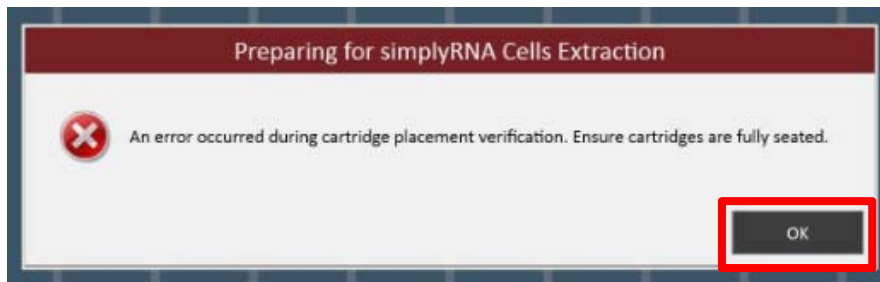 Preparing for simplyRNA Cells Extraction
An error occurred during cartridge placement verification. Ensure cartridges are fully seated.
OK